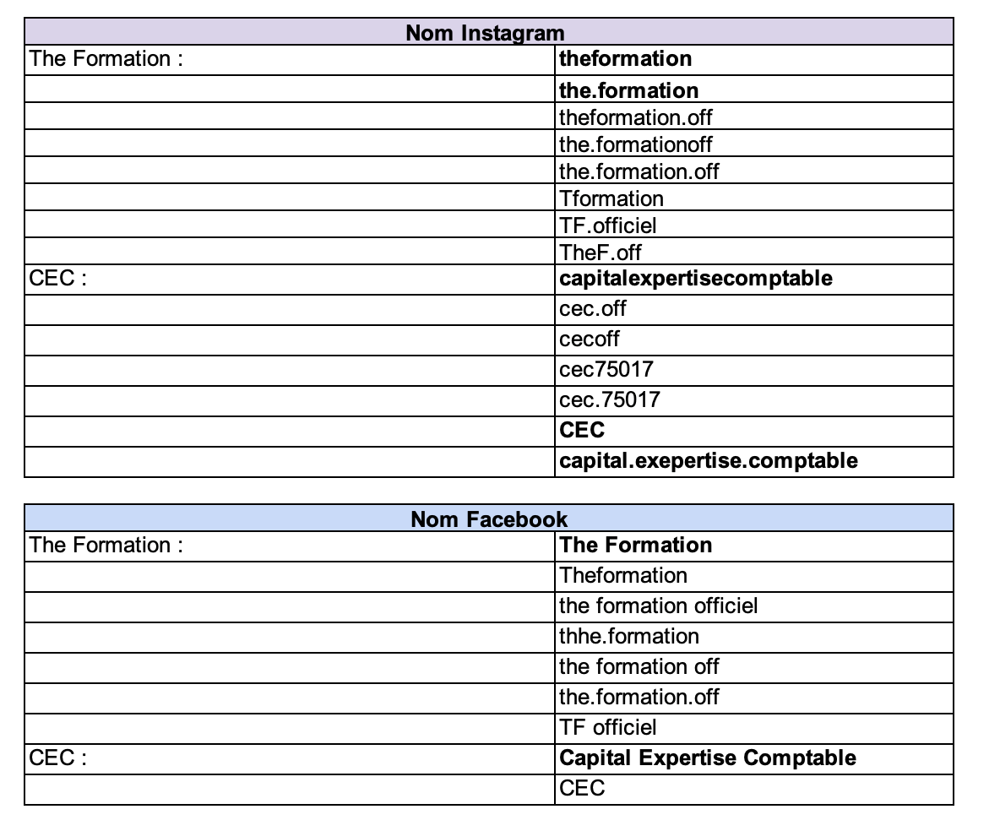 Nom Instagram
The Formation : theformation
the.formation
theformation.off
the.formationoff
the.formation.off
Tformation
TF.officiel
TheF.off
CEC : capitalexpertisecomptable
cec.off
cecoff
cec75017
cec.75017
CEC
capital.exepertise.comptable
Nom Facebook
The Formation : The Formation
Theformation
the formation officiel
thhe.formation
the formation off
the.formation.off
TF officiel
CEC : Capital Expertise Comptable
CEC